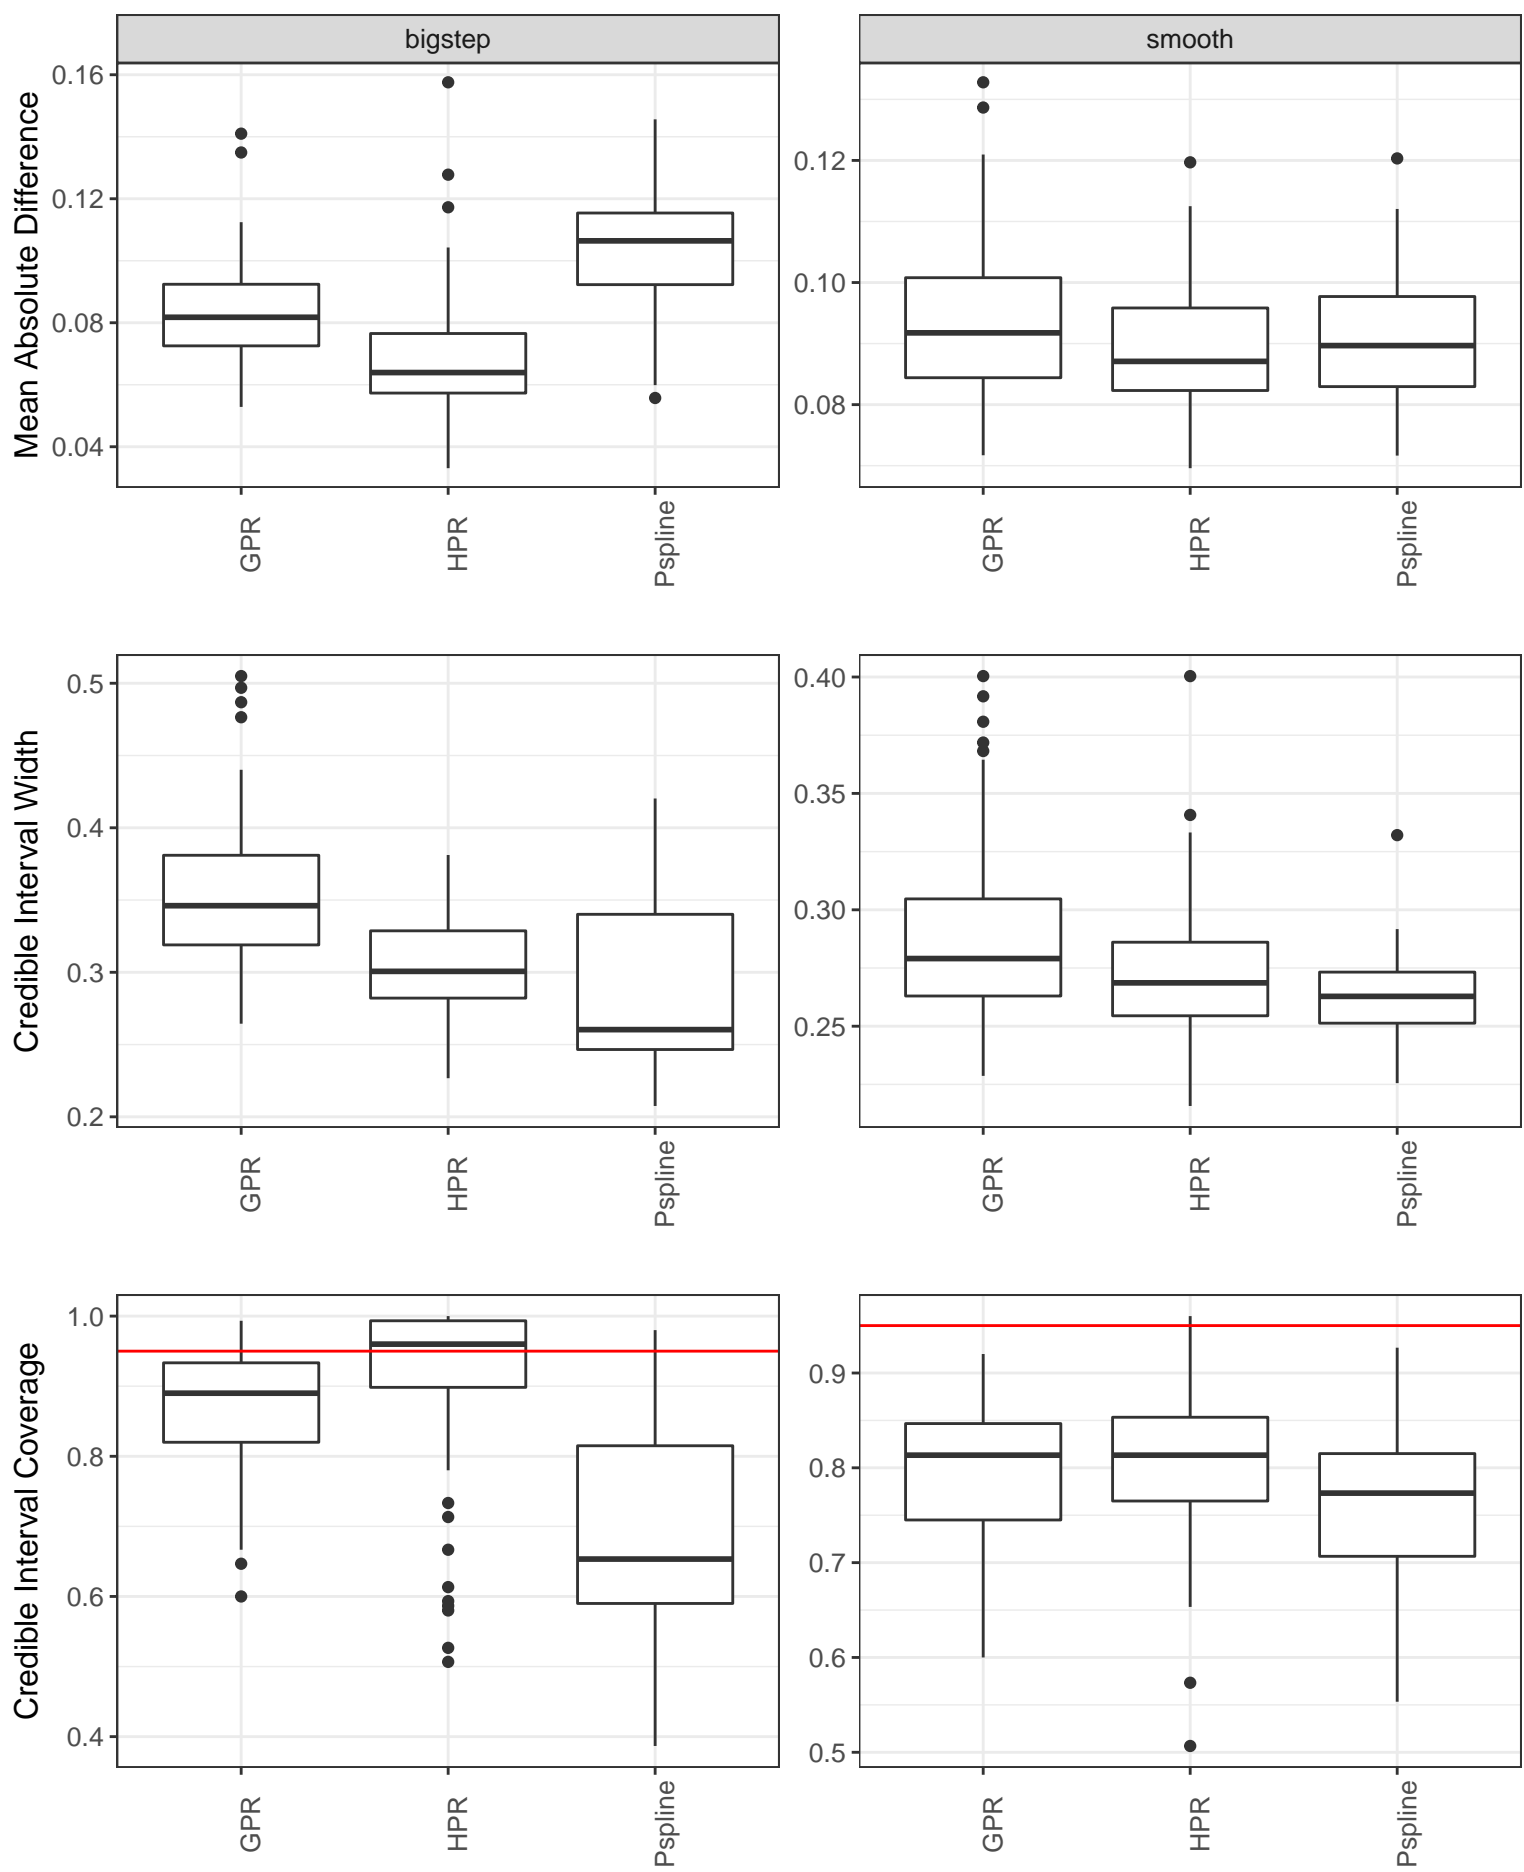 bigstep
smooth
Mean Absolute Difference
0.16
0.12
0.08
0.04
0.12
0.10
0.08
GPR
HPR
Pspline
GPR
HPR
Pspline
Credible Interval Width
0.5
0.4
0.3
0.2
0.40
0.35
0.30
0.25
GPR
HPR
Pspline
GPR
HPR
Pspline
Credible Interval Coverage
1.0
0.8
0.6
0.4
0.9
0.8
0.7
0.6
0.5
GPR
HPR
Pspline
GPR
HPR
Pspline